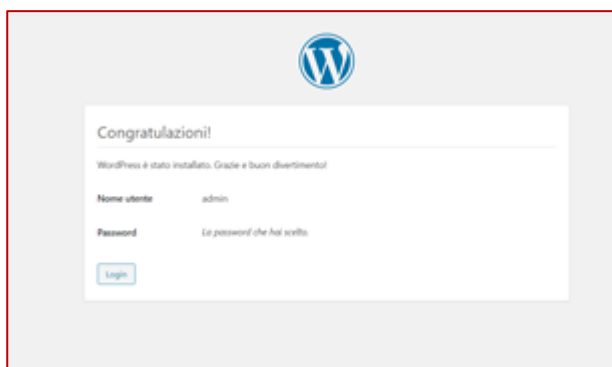 Congratulazioni!
WordPress è stato installato. Grazie e buon divertimento!
Nome utente admin
Password La password che hai scelto.
Login